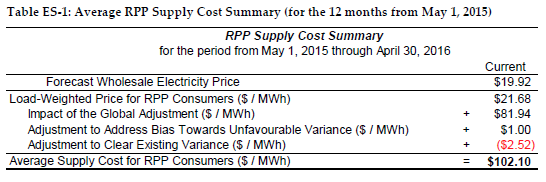 Table ES-1: Average RPP Supply Cost Summary (for the 12 months from May 1, 2015)
RPP Supply Cost Summary
for the period from May 1, 2015 through April 30, 2016
Current
Forecast Wholesale Electricity Price $19.92
Load-Weighted Price for RPP Consumers ($ / MWh) $21.68
Impact of the Global Adjustment ($ / MWh) + $81.94
Adjustment to Address Bias Towards Unfavourable Variance ($ / MWh) + $1.00
Adjustment to Clear Existing Variance ($ / MWh) + ($2.52)
Average Supply Cost for RPP Consumers ($ / MWh) = $102.10